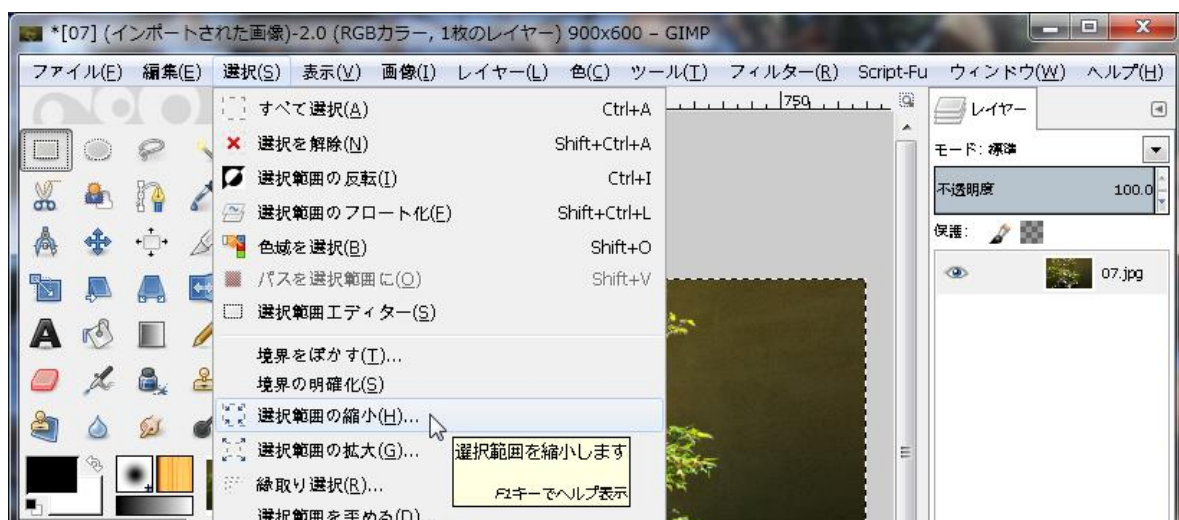 *[07] (インポートされた画像)-2.0 (RGBカラー, 1枚のレイヤー) 900x600 – GIMP
ファイル(F) 編集(E) 選択(S) 表示(V) 画像(I) レイヤー(L) 色(C) ツール(T) フィルター(R) Script-Fu ウィンドウ(W) ヘルプ(H)
すべて選択(A) Ctrl+A
選択を解除(N) Shift+Ctrl+A
選択範囲の反転(I) Ctrl+I
選択範囲のフロート化(F) Shift+Ctrl+L
色域を選択(B) Shift+O
パスを選択範囲に(O) Shift+V
選択範囲エディター(S)
境界をぼかす(T)...
境界の明確化(S)
選択範囲の縮小(H)...
選択範囲の拡大(G)...
縁取り選択(R)...
選択範囲を歪める(D)
選択範囲を縮小します
F1キーでヘルプ表示
750
レイヤー
モード: 標準
不透明度 100.0
保護:
07.jpg